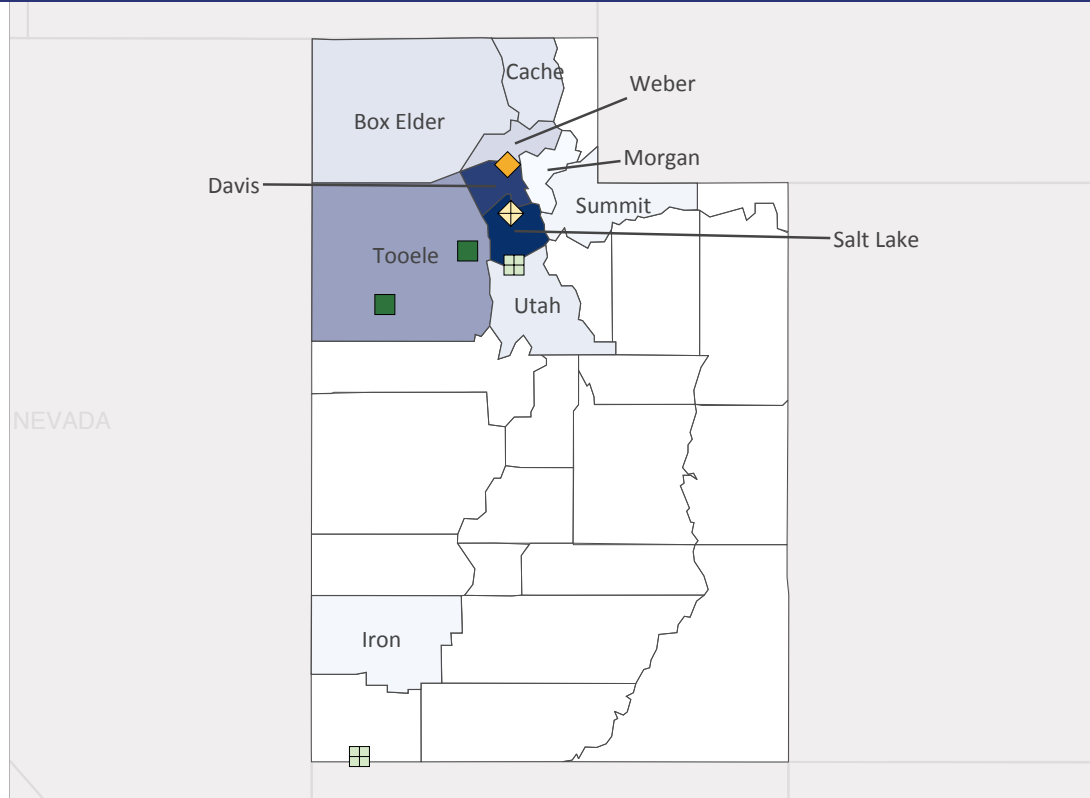 Cache
Weber
Box Elder
Morgan
Davis
Summit
Salt Lake
Tooele
Utah
NEVADA
Iron